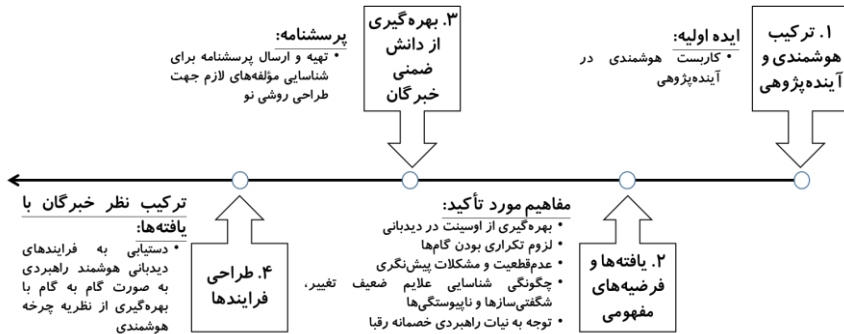 ۱. ترکیب
هوشمندی و
آینده‌پژوهی
ایده اولیه:
• کاربست هوشمندی در
آینده‌پژوهی
۲. یافته‌ها و
فرضیه‌های
مفهومی
مفاهیم مورد تأکید:
• بهره‌گیری از اوسینت در دیدبانی
• لزوم تکراری بودن گام‌ها
• عدم‌قطعیت و مشکلات پیش‌نگری
• چگونگی شناسایی علایم ضعیف تغییر،
شگفتی‌سازها و ناپیوستگی‌ها
• توجه به نیات راهبردی خصمانه رقبا
۳. بهره‌گیری
از دانش
ضمنی
خبرگان
پرسشنامه:
• تهیه و ارسال پرسشنامه برای
شناسایی مؤلفه‌های لازم جهت
طراحی روشی نو
۴. طراحی
فرایندها
ترکیب نظر خبرگان با
یافته‌ها:
• دستیابی به فرایندهای
دیدبانی هوشمند راهبردی
به صورت گام به گام با
بهره‌گیری از نظریه چرخه
هوشمندی